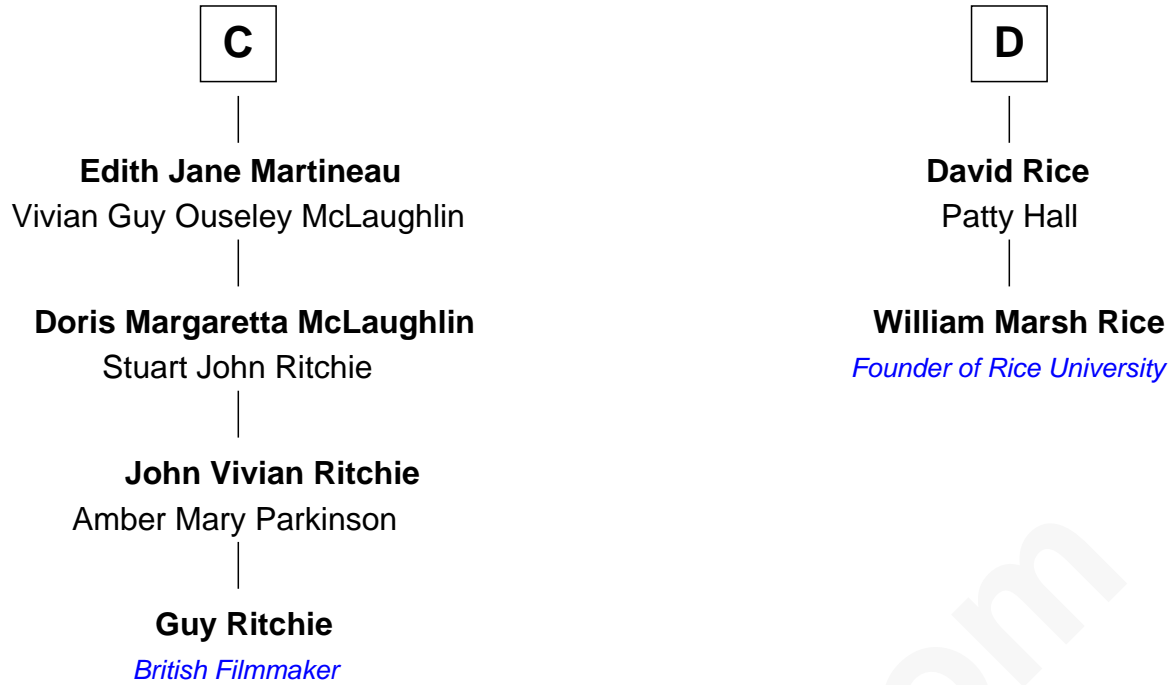 C
Edith Jane Martineau
Vivian Guy Ouseley McLaughlin
Doris Margaretta McLaughlin
Stuart John Ritchie
John Vivian Ritchie
Amber Mary Parkinson
Guy Ritchie
British Filmmaker
D
David Rice
Patty Hall
William Marsh Rice
Founder of Rice University
om